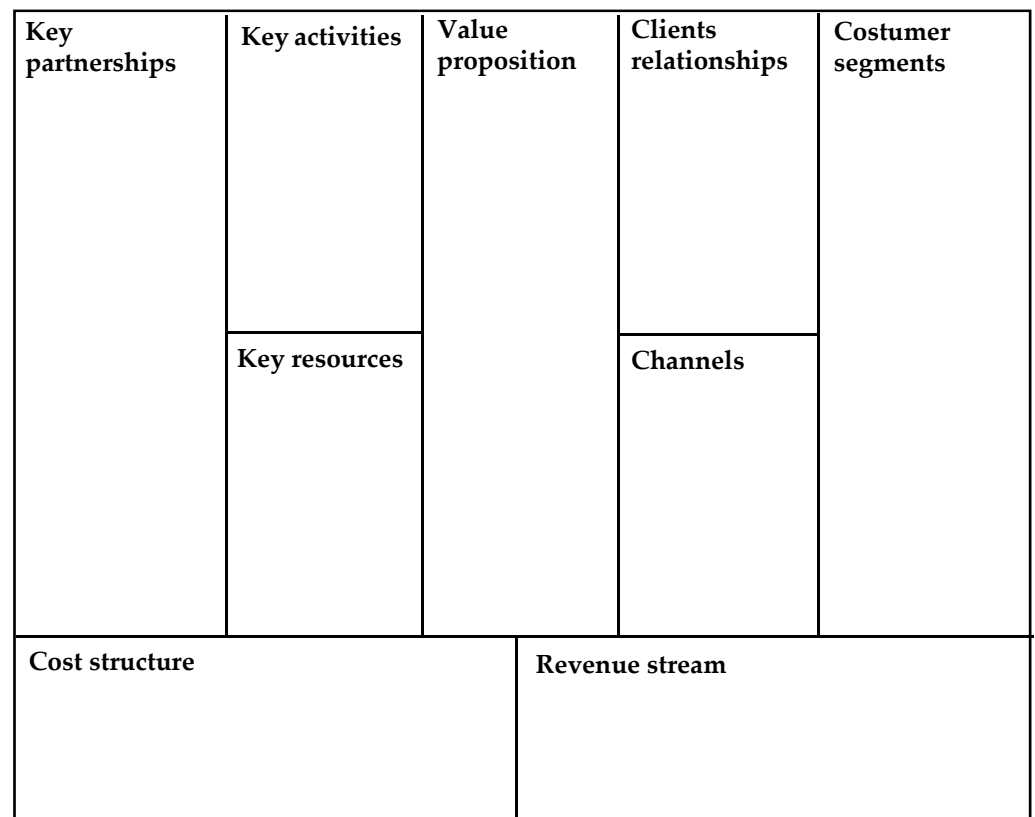 Key
partnerships
Key activities
Value
proposition
Clients
relationships
Costumer
segments
Key resources
Channels
Cost structure
Revenue stream